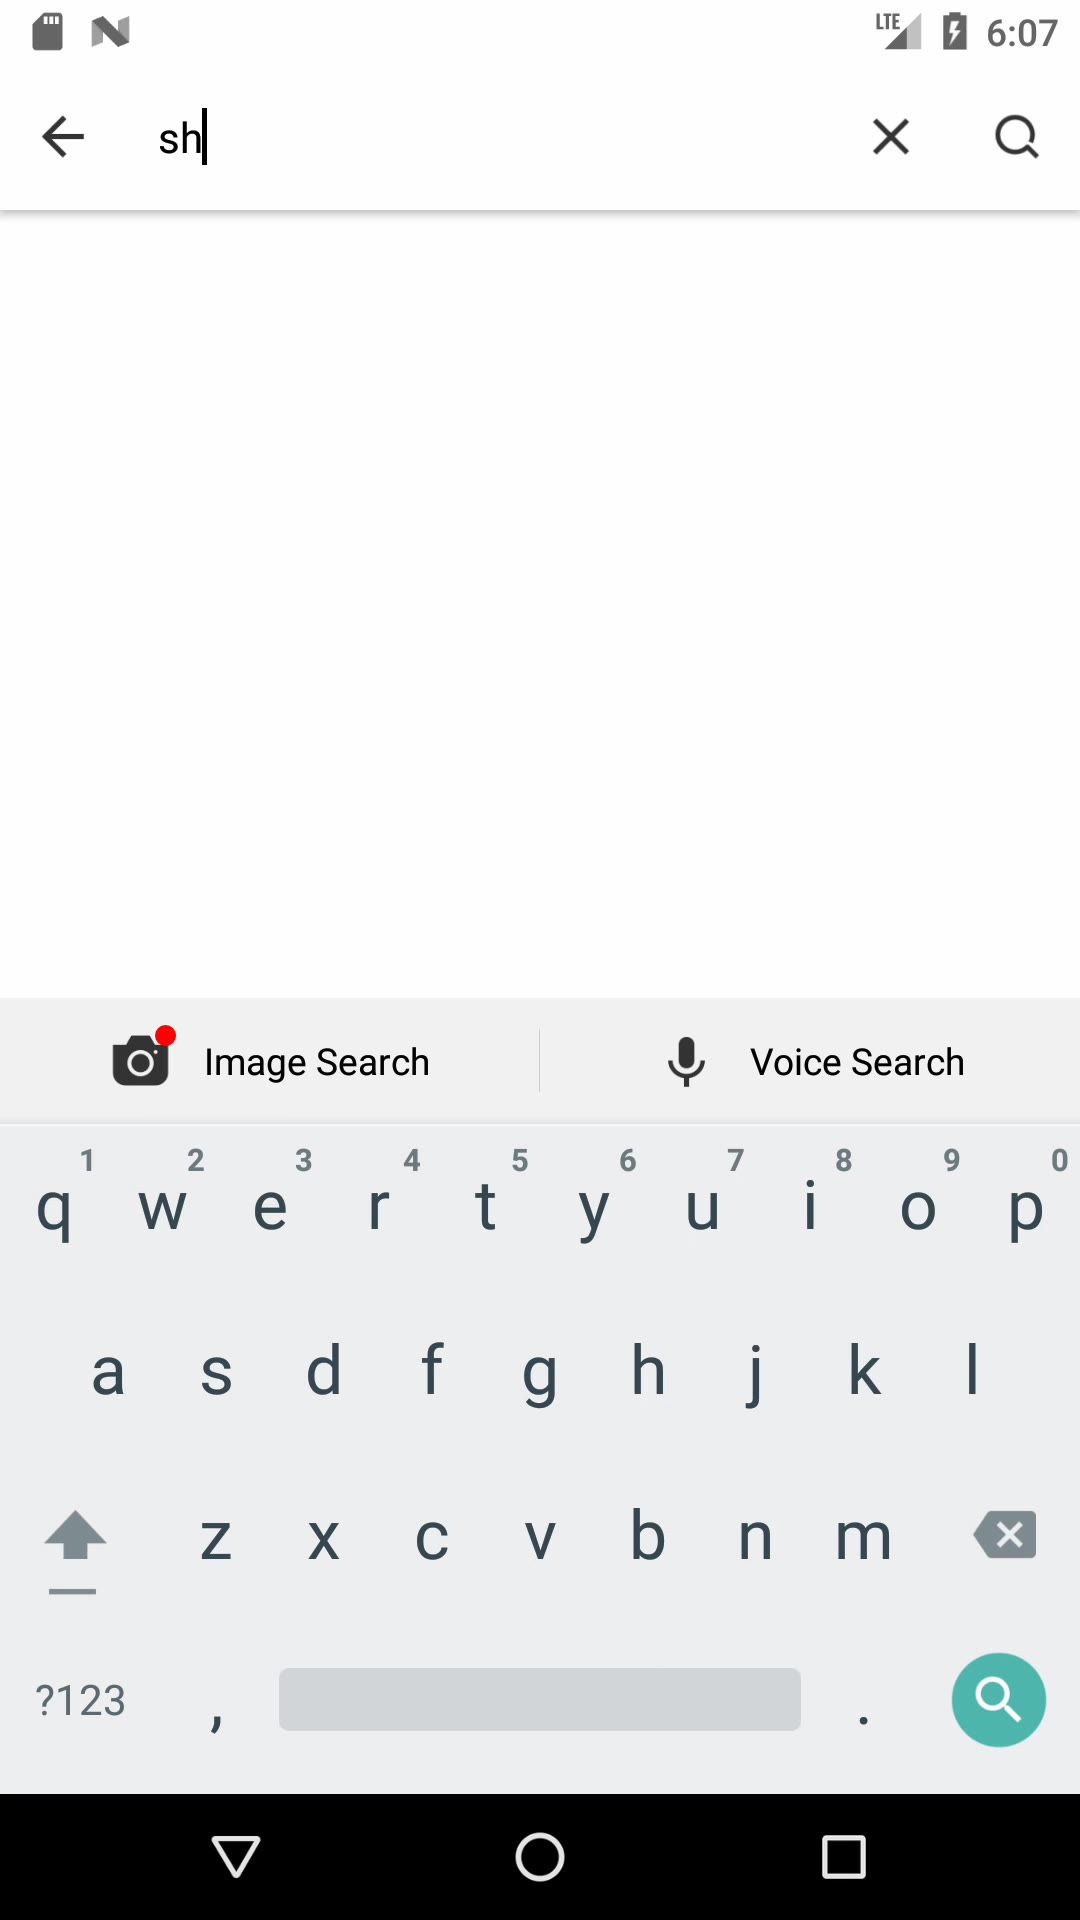 LTE 6:07
sh
Image Search Voice Search
1 2 3 4 5 6 7 8 9 0
q w e r t y u i o p
a s d f g h j k l
z x c v b n m
?123 , .